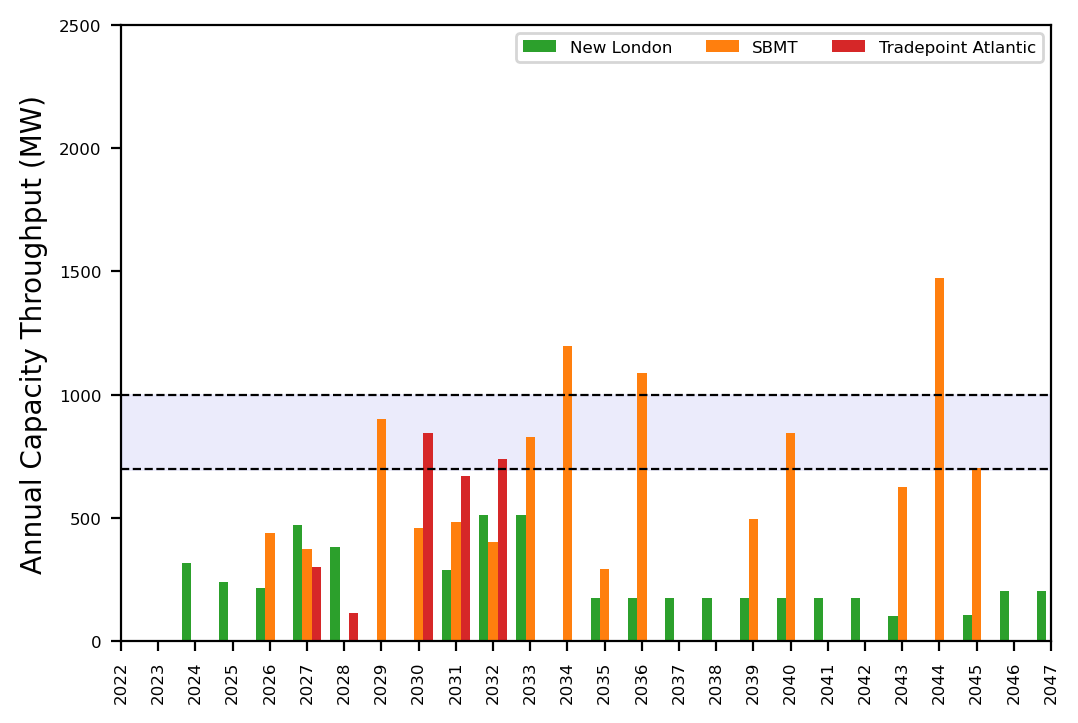 Annual Capacity Throughput (MW)
2500
2000
1500
1000
500
0
New London SBMT Tradepoint Atlantic
2022 2023 2024 2025 2026 2027 2028 2029 2030 2031 2032 2033 2034 2035 2036 2037 2038 2039 2040 2041 2042 2043 2044 2045 2046 2047